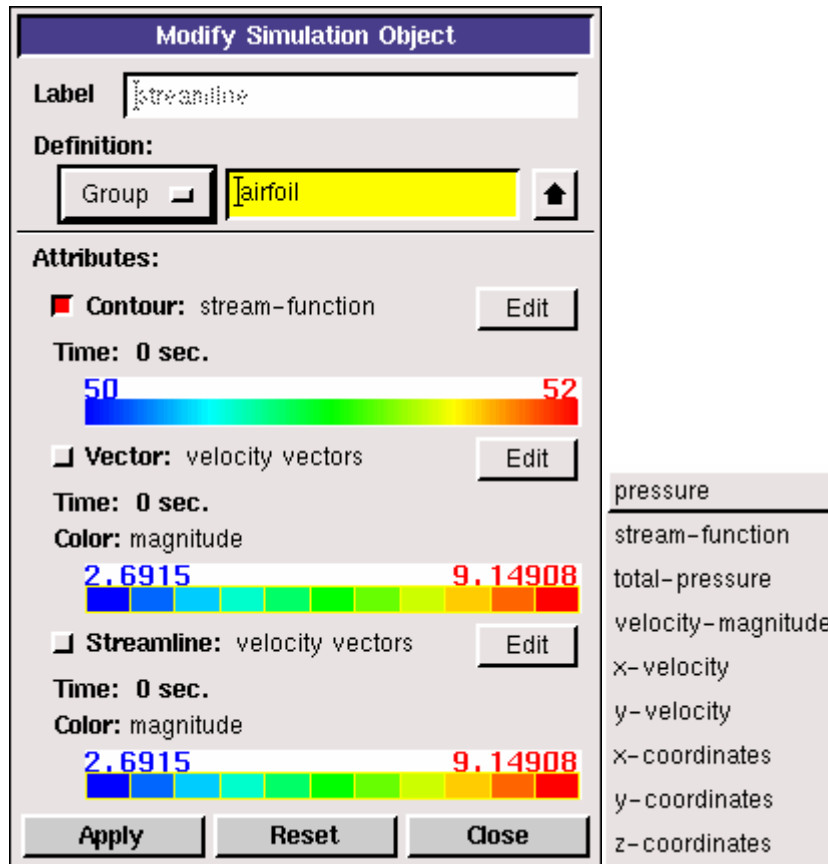 Modify Simulation Object
Label streamline
Definition:
Group airfoil
Attributes:
Contour: stream-function Edit
Time: 0 sec.
50 52
Vector: velocity vectors Edit
Time: 0 sec.
Color: magnitude
2.6915 9.14908
Streamline: velocity vectors Edit
Time: 0 sec.
Color: magnitude
2.6915 9.14908
Apply Reset Close
pressure
stream-function
total-pressure
velocity-magnitude
x-velocity
y-velocity
x-coordinates
y-coordinates
z-coordinates